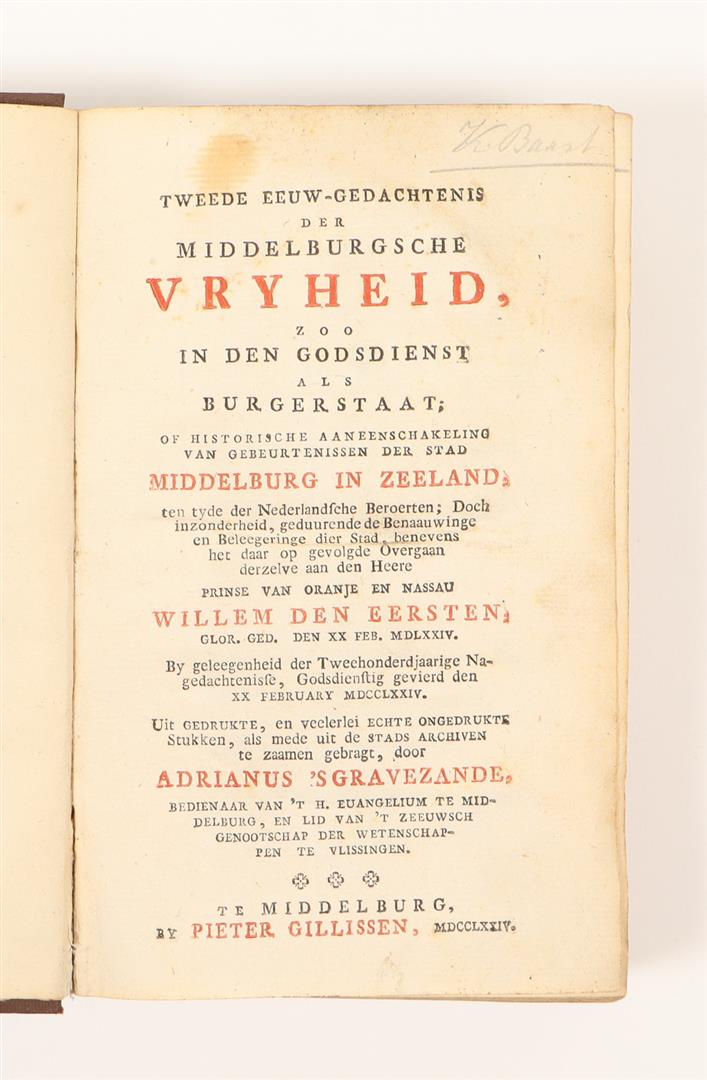 K. Baart
TWEEDE EEUW-GEDACHTENIS
DER
MIDDELBURGSCHE
VRYHEID,
ZOO
IN DEN GODSDIENST
ALS
BURGERSTAAT;
OF HISTORISCHE AANEENSCHAKELING
VAN GEBEURTENISSEN DER STAD
MIDDELBURG IN ZEELAND;
ten tyde der Nederlandſche Beroerten; Doch
inzonderheid, geduurende de Benaauwinge
en Beleegeringe dier Stad, benevens
het daar op gevolgde Overgaan
derzelve aan den Heere
PRINSE VAN ORANJE EN NASSAU
WILLEM DEN EERSTEN;
GLOR. GED. DEN XX FEB. MDLXXIV.
By geleegenheid der Tweehonderdjaarige Na-
gedachtenisſe, Godsdienſtig gevierd den
XX FEBRUARY MDCCLXXIV.
Uit GEDRUKTE, en veelerlei ECHTE ONGEDRUKTE
Stukken, als mede uit de STADS ARCHIVEN
te zaamen gebragt, door
ADRIANUS 'SGRAVEZANDE,
BEDIENAAR VAN 'T H. EUANGELIUM TE MID-
DELBURG, EN LID VAN 'T ZEEUWSCH
GENOOTSCHAP DER WETENSCHAP-
PEN TE VLISSINGEN.
TE MIDDELBURG,
BY PIETER GILLISSEN, MDCCLXXIV.